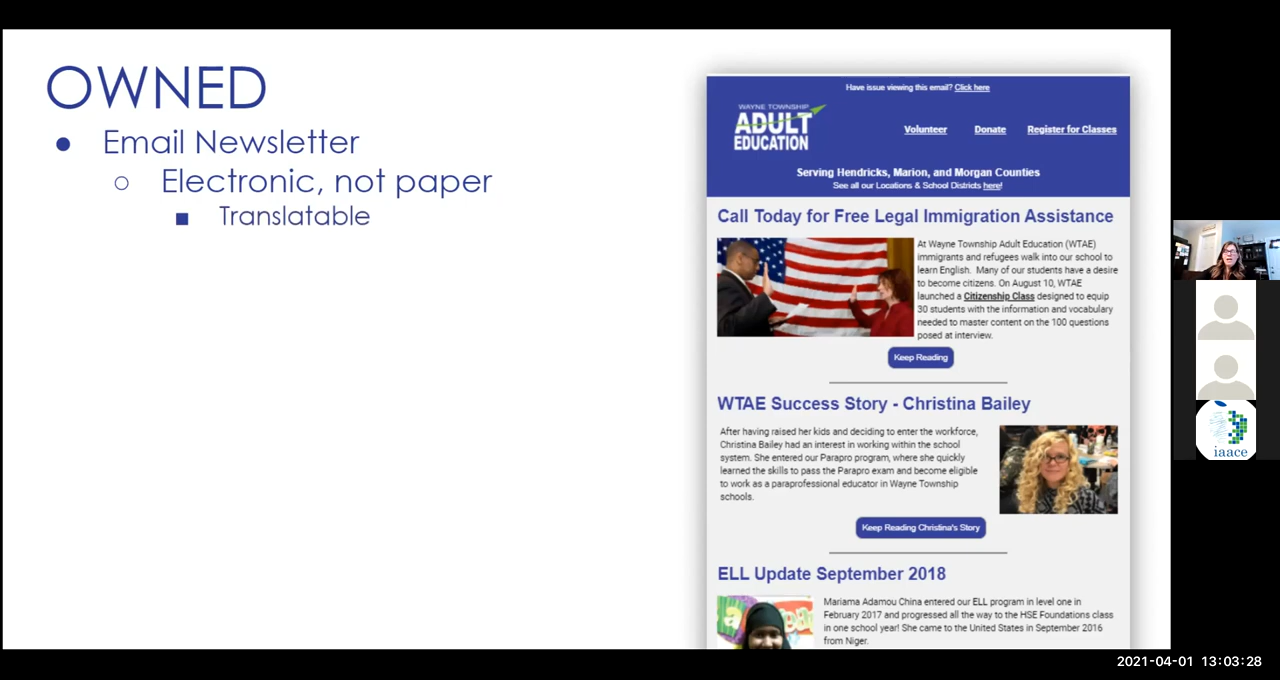 OWNED
● Email Newsletter
○ Electronic, not paper
■ Translatable
Have issue viewing this email? Click here
WAYNE TOWNSHIP
ADULT
EDUCATION
Volunteer Donate Register for Classes
Serving Hendricks, Marion, and Morgan Counties
See all our Locations & School Districts here!
Call Today for Free Legal Immigration Assistance
At Wayne Township Adult Education (WTAE)
immigrants and refugees walk into our school to
learn English. Many of our students have a desire
to become citizens. On August 10, WTAE
launched a Citizenship Class designed to equip
30 students with the information and vocabulary
needed to master content on the 100 questions
posed at interview.
Keep Reading
WTAE Success Story - Christina Bailey
After having raised her kids and deciding to enter the workforce,
Christina Bailey had an interest in working within the school
system. She entered our Parapro program, where she quickly
learned the skills to pass the Parapro exam and become eligible
to work as a paraprofessional educator in Wayne Township
schools.
Keep Reading Christina's Story
ELL Update September 2018
Mariama Adamou China entered our ELL program in level one in
February 2017 and progressed all the way to the HSE Foundations class
in one school year! She came to the United States in September 2016
from Niger.
iaace
2021-04-01 13:03:28